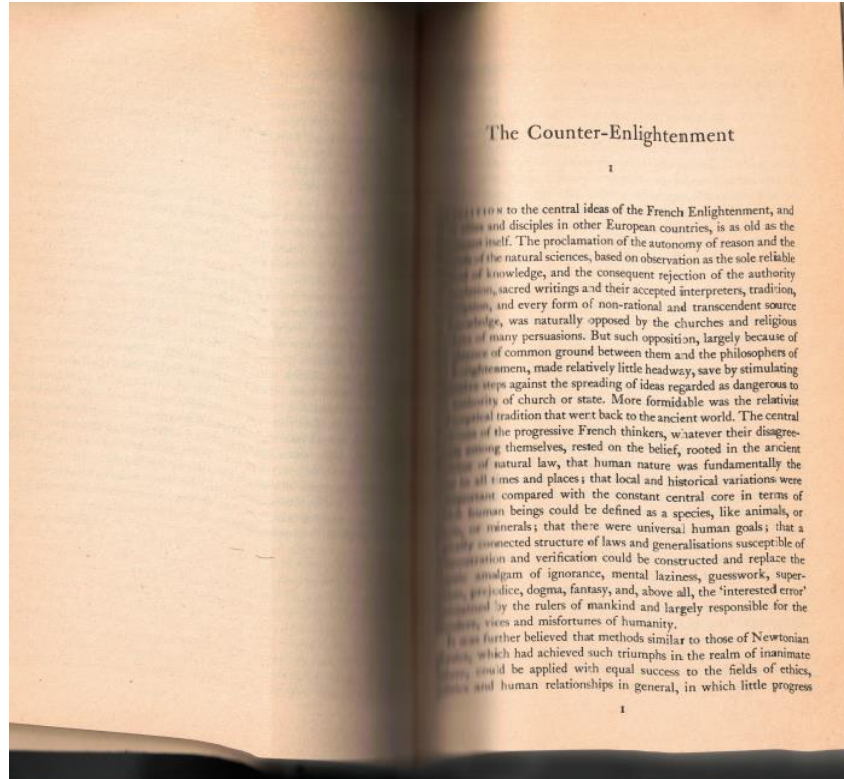 The Counter-Enlightenment
I
to the central ideas of the French Enlightenment, and
and disciples in other European countries, is as old as the
itself. The proclamation of the autonomy of reason and the
of the natural sciences, based on observation as the sole reliable
of knowledge, and the consequent rejection of the authority
sacred writings and their accepted interpreters, tradition,
and every form of non-rational and transcendent source
was naturally opposed by the churches and religious
of many persuasions. But such opposition, largely because of
of common ground between them and the philosophers of
made relatively little headway, save by stimulating
steps against the spreading of ideas regarded as dangerous to
of church or state. More formidable was the relativist
tradition that went back to the ancient world. The central
of the progressive French thinkers, whatever their disagree-
themselves, rested on the belief, rooted in the ancient
of natural law, that human nature was fundamentally the
all times and places; that local and historical variations were
compared with the constant central core in terms of
human beings could be defined as a species, like animals, or
minerals; that there were universal human goals; that a
connected structure of laws and generalisations susceptible of
and verification could be constructed and replace the
amalgam of ignorance, mental laziness, guesswork, super-
prejudice, dogma, fantasy, and, above all, the 'interested error'
by the rulers of mankind and largely responsible for the
vices and misfortunes of humanity.
It was further believed that methods similar to those of Newtonian
which had achieved such triumphs in the realm of inanimate
could be applied with equal success to the fields of ethics,
and human relationships in general, in which little progress
I